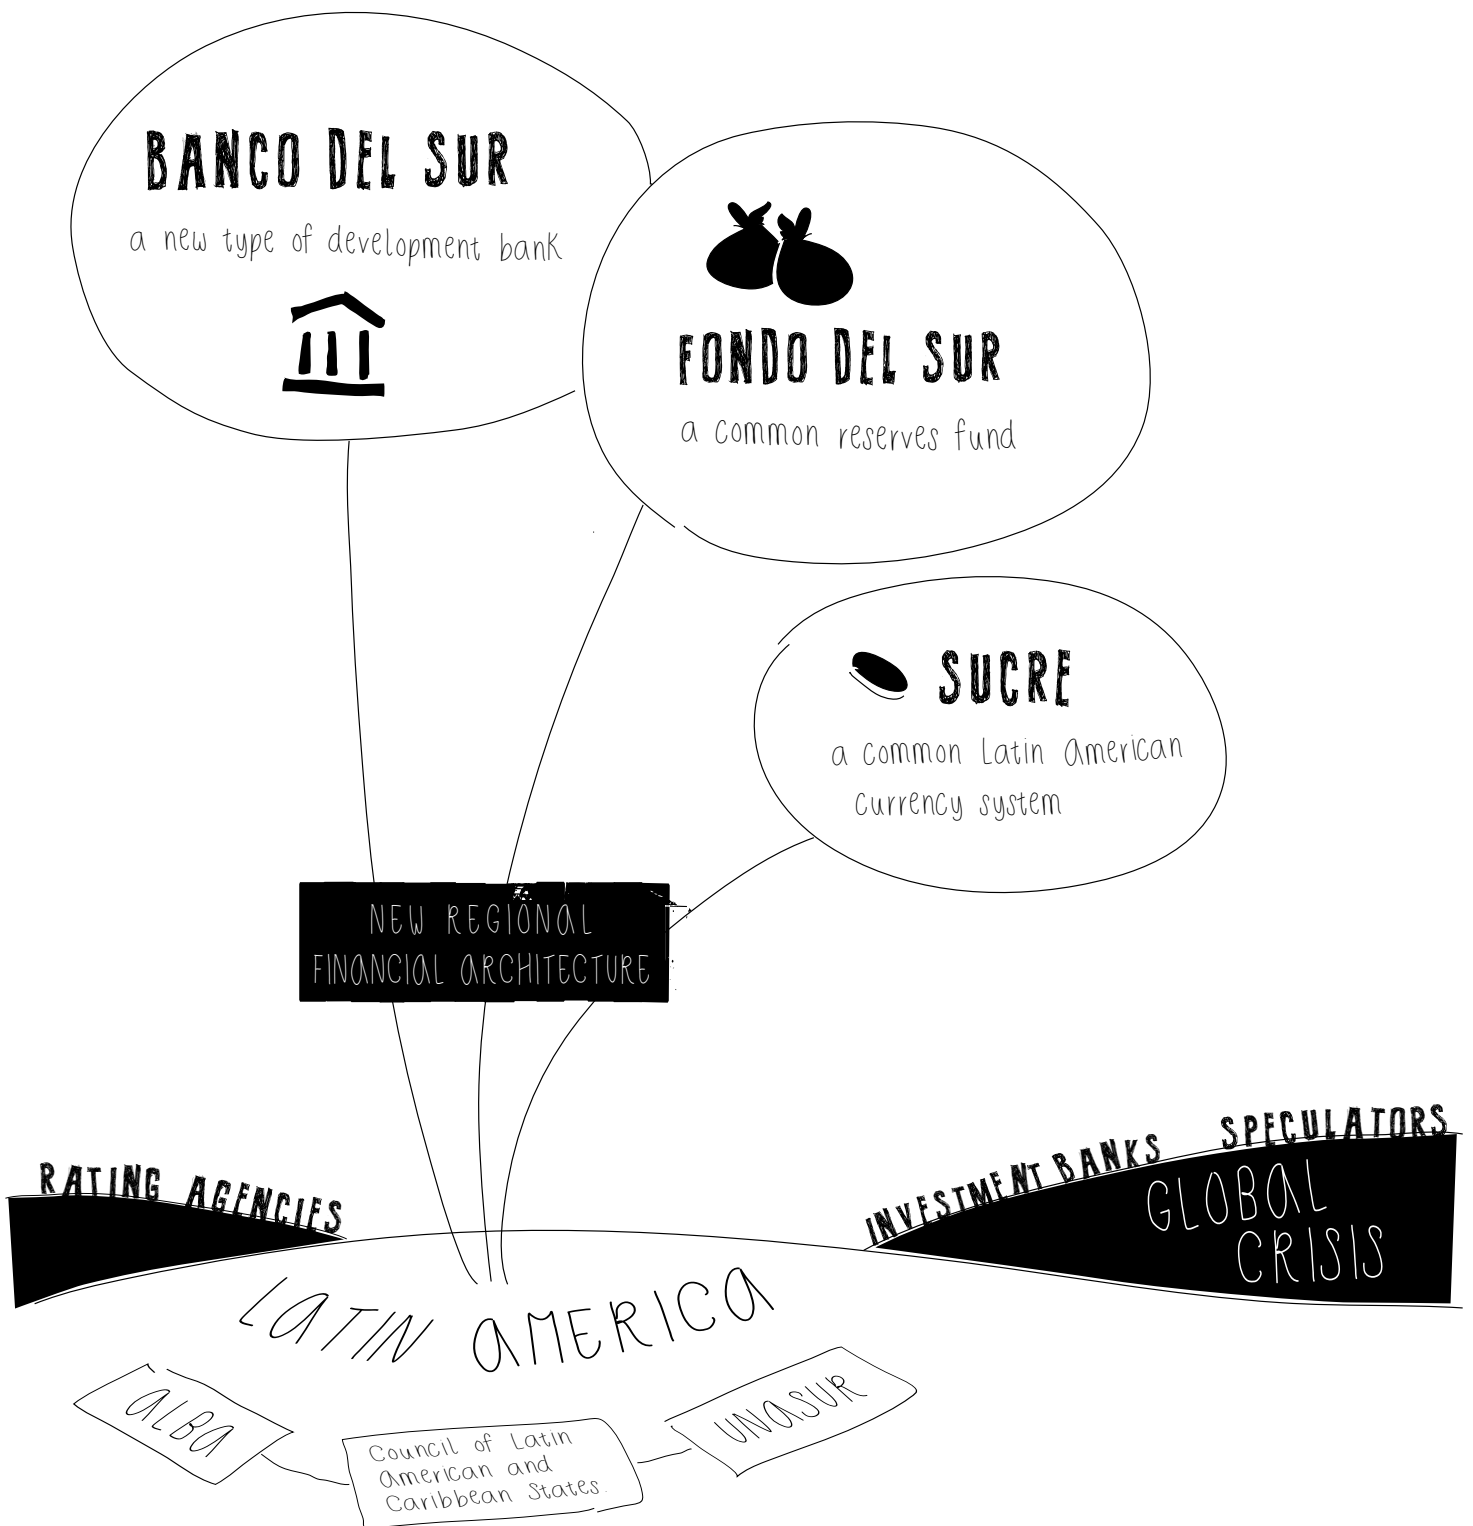 BANCO DEL SUR
a new type of development bank
FONDO DEL SUR
a common reserves fund
SUCRE
a common Latin American
currency system
NEW REGIONAL
FINANCIAL ARCHITECTURE
RATING AGENCIES
INVESTMENT BANKS
SPECULATORS
GLOBAL
CRISIS
LATIN AMERICA
ALBA
Council of Latin
American and
Caribbean States.
UNASUR